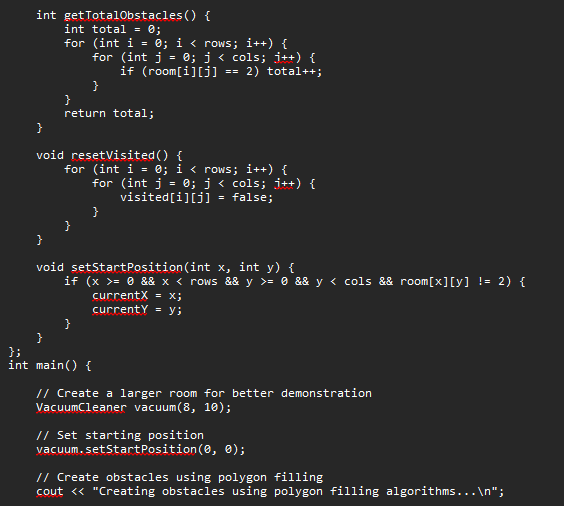 int getTotalObstacles() {
int total = 0;
for (int i = 0; i < rows; i++) {
for (int j = 0; j < cols; j++) {
if (room[i][j] == 2) total++;
}
}
return total;
}
void resetVisited() {
for (int i = 0; i < rows; i++) {
for (int j = 0; j < cols; j++) {
visited[i][j] = false;
}
}
}
void setStartPosition(int x, int y) {
if (x >= 0 && x < rows && y >= 0 && y < cols && room[x][y] != 2) {
currentX = x;
currentY = y;
}
}
};
int main() {
// Create a larger room for better demonstration
VacuumCleaner vacuum(8, 10);
// Set starting position
vacuum.setStartPosition(0, 0);
// Create obstacles using polygon filling
cout << "Creating obstacles using polygon filling algorithms...\n";